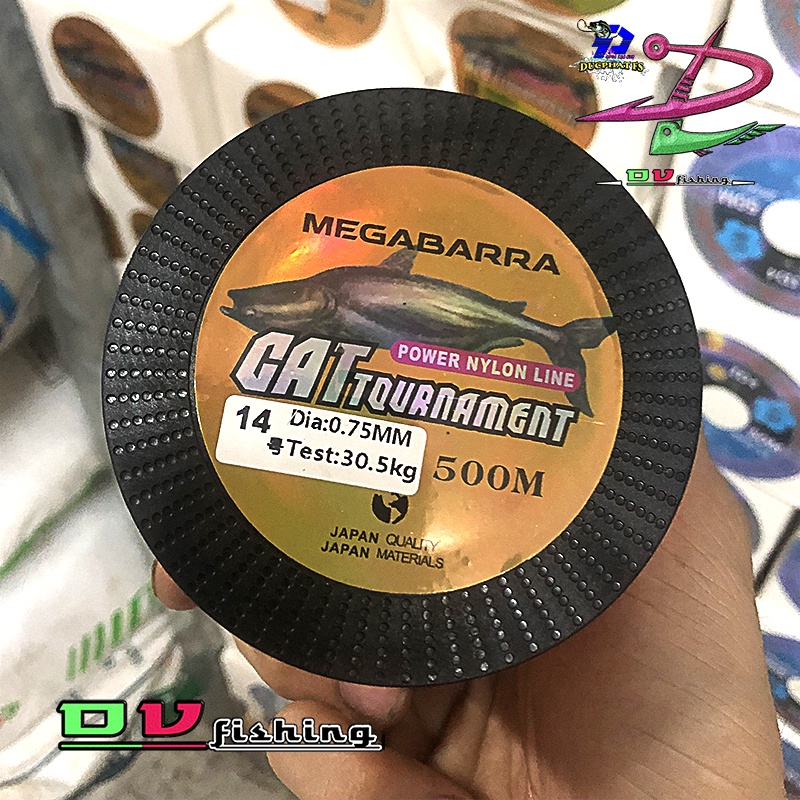 DUCPHATFS
DV fishing
MEGABARRA
POWER NYLON LINE
CAT TOURNAMENT
14 Dia:0.75MM
号 Test:30.5kg
500M
JAPAN QUALITY
JAPAN MATERIALS
DV fishing